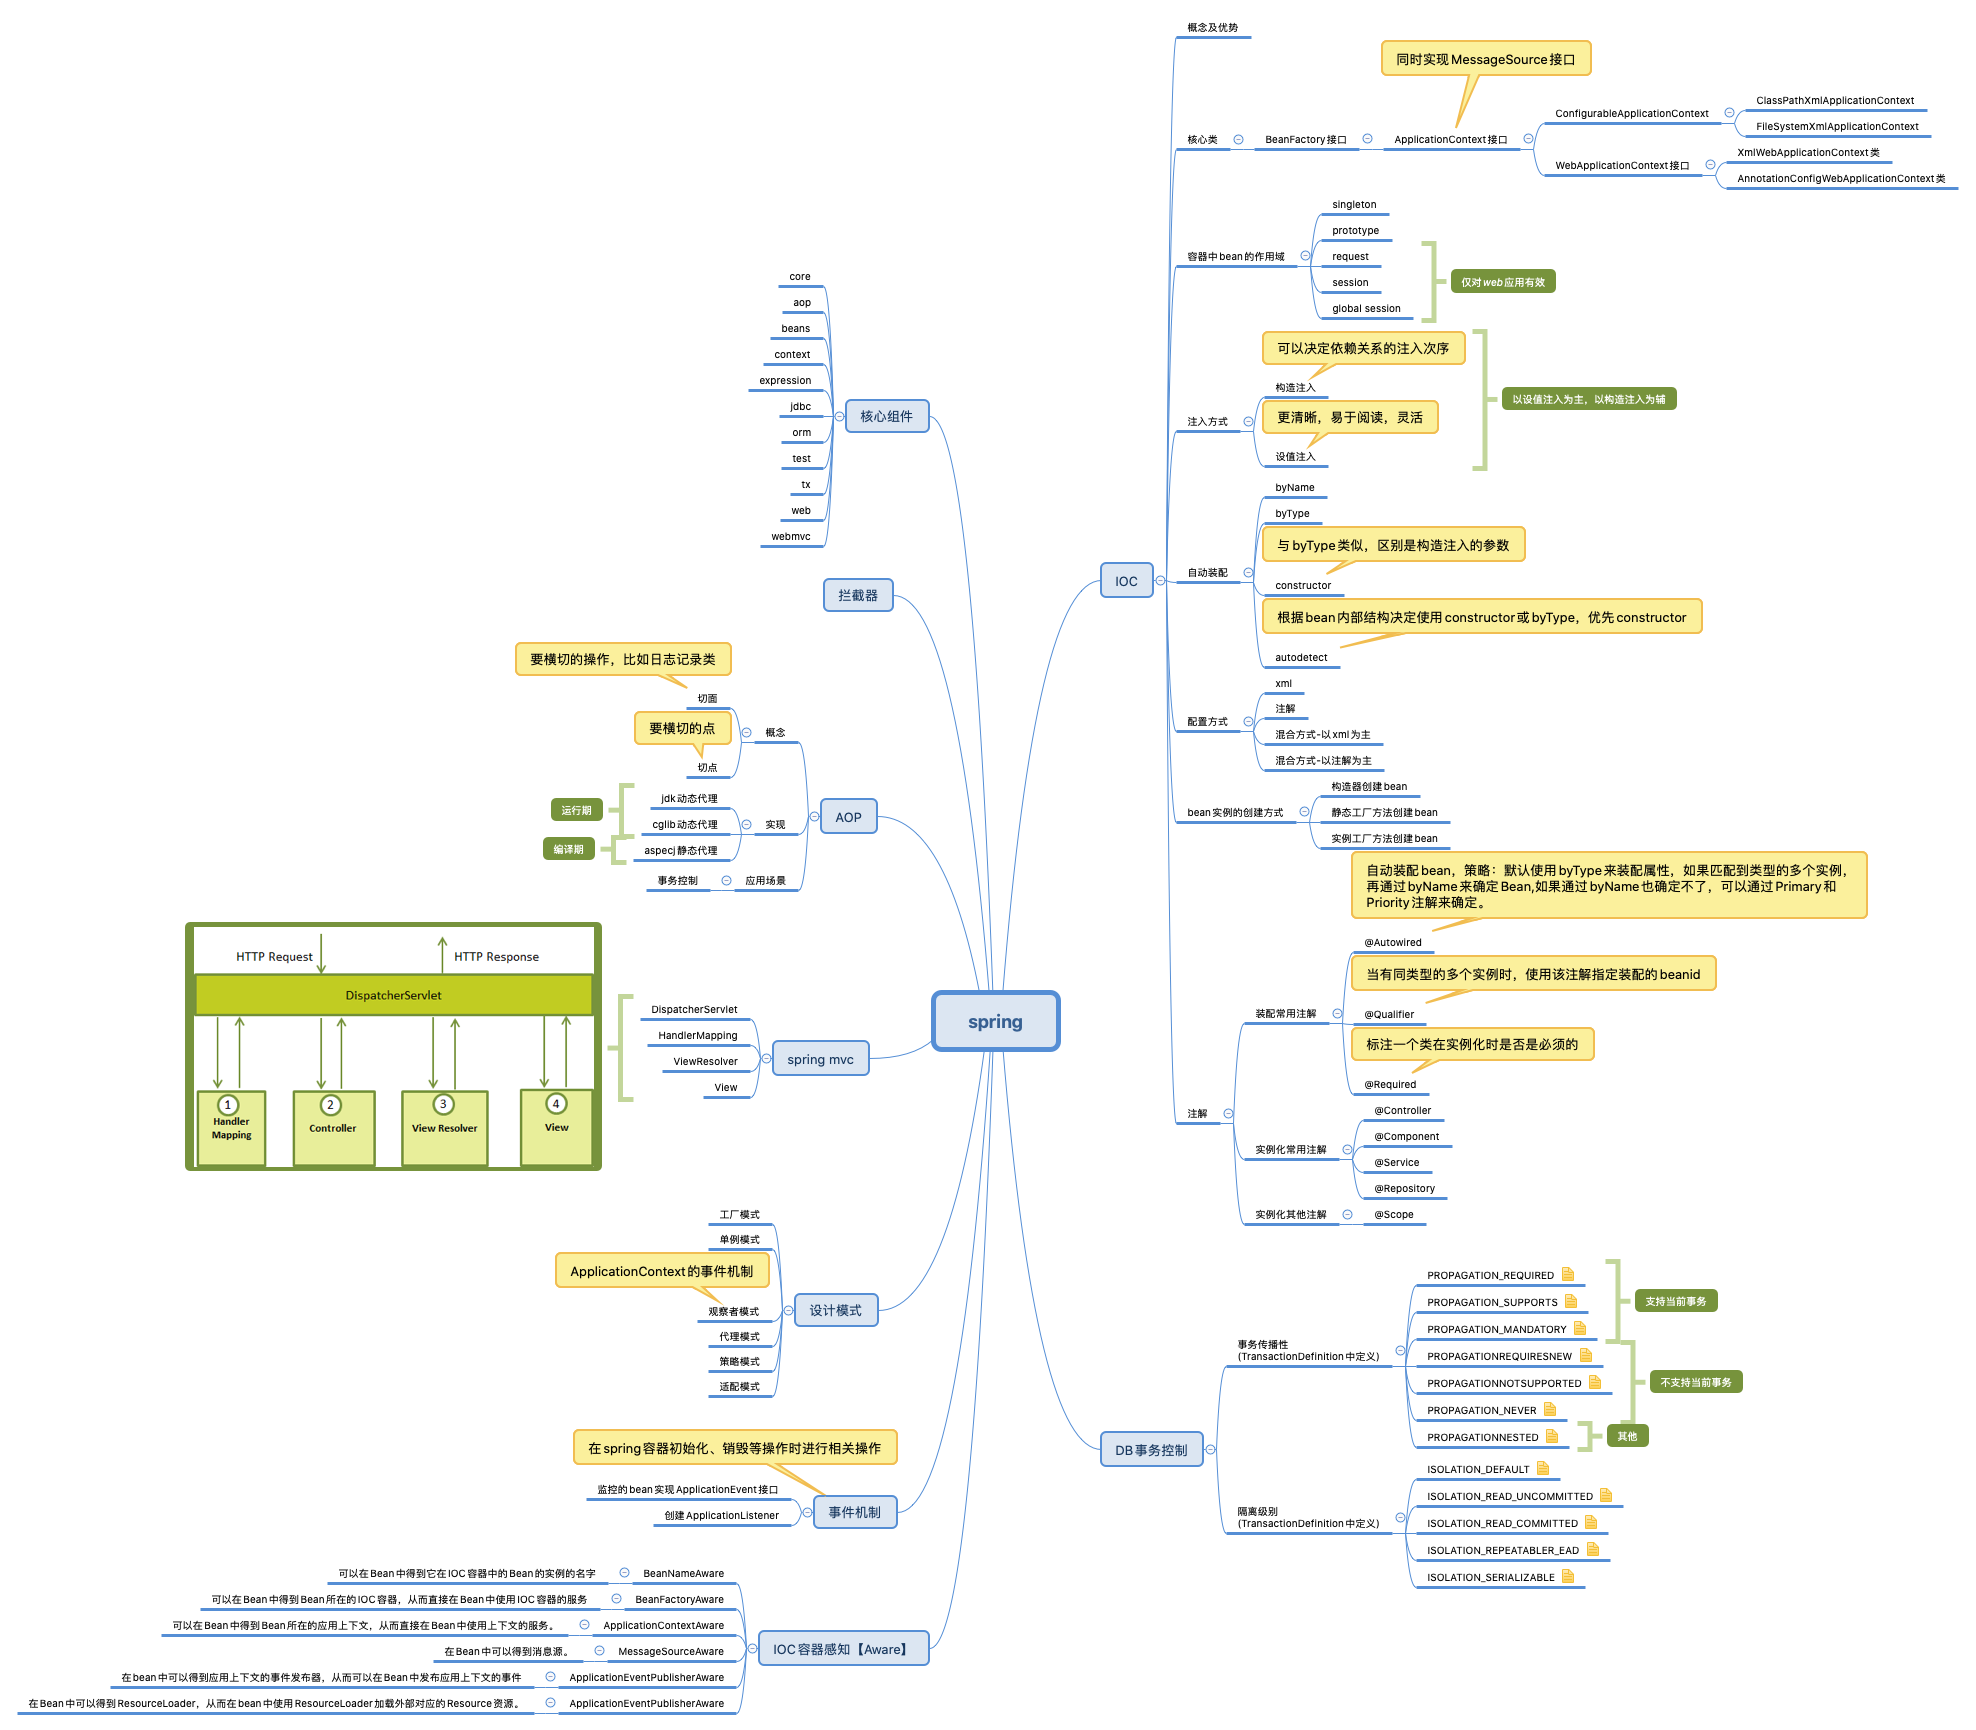 spring
IOC
概念及优势
核心类
BeanFactory接口
同时实现MessageSource接口
ApplicationContext接口
ConfigurableApplicationContext
ClassPathXmlApplicationContext
FileSystemXmlApplicationContext
WebApplicationContext接口
XmlWebApplicationContext类
AnnotationConfigWebApplicationContext类
容器中bean的作用域
singleton
prototype
request
session
global session
仅对web应用有效
注入方式
可以决定依赖关系的注入次序
构造注入
更清晰，易于阅读，灵活
设值注入
以设值注入为主，以构造注入为辅
自动装配
byName
byType
与byType类似，区别是构造注入的参数
constructor
根据bean内部结构决定使用constructor或byType，优先constructor
autodetect
配置方式
xml
注解
混合方式-以xml为主
混合方式-以注解为主
bean实例的创建方式
构造器创建bean
静态工厂方法创建bean
实例工厂方法创建bean
注解
装配常用注解
自动装配bean，策略：默认使用byType来装配属性，如果匹配到类型的多个实例，
再通过byName来确定Bean,如果通过byName也确定不了，可以通过Primary和
Priority注解来确定。
@Autowired
当有同类型的多个实例时，使用该注解指定装配的beanid
@Qualifier
标注一个类在实例化时是否是必须的
@Required
实例化常用注解
@Controller
@Component
@Service
@Repository
实例化其他注解
@Scope
DB事务控制
事务传播性
(TransactionDefinition中定义)
PROPAGATION_REQUIRED
PROPAGATION_SUPPORTS
PROPAGATION_MANDATORY
支持当前事务
PROPAGATIONREQUIRESNEW
PROPAGATIONNOTSUPPORTED
PROPAGATION_NEVER
不支持当前事务
PROPAGATIONNESTED
其他
隔离级别
(TransactionDefinition中定义)
ISOLATION_DEFAULT
ISOLATION_READ_UNCOMMITTED
ISOLATION_READ_COMMITTED
ISOLATION_REPEATABLER_EAD
ISOLATION_SERIALIZABLE
核心组件
core
aop
beans
context
expression
jdbc
orm
test
tx
web
webmvc
拦截器
AOP
概念
要横切的操作，比如日志记录类
切面
要横切的点
切点
实现
jdk动态代理
cglib动态代理
运行期
aspecj静态代理
编译期
应用场景
事务控制
spring mvc
DispatcherServlet
HandlerMapping
ViewResolver
View
HTTP Request
HTTP Response
DispatcherServlet
1
Handler
Mapping
2
Controller
3
View Resolver
4
View
设计模式
工厂模式
单例模式
ApplicationContext的事件机制
观察者模式
代理模式
策略模式
适配模式
在spring容器初始化、销毁等操作时进行相关操作
事件机制
监控的bean实现ApplicationEvent接口
创建ApplicationListener
IOC容器感知【Aware】
BeanNameAware
可以在Bean中得到它在IOC容器中的Bean的实例的名字
BeanFactoryAware
可以在Bean中得到Bean所在的IOC容器，从而直接在Bean中使用IOC容器的服务
ApplicationContextAware
可以在Bean中得到Bean所在的应用上下文，从而直接在Bean中使用上下文的服务。
MessageSourceAware
在Bean中可以得到消息源。
ApplicationEventPublisherAware
在bean中可以得到应用上下文的事件发布器，从而可以在Bean中发布应用上下文的事件
ApplicationEventPublisherAware
在Bean中可以得到ResourceLoader，从而在bean中使用ResourceLoader加载外部对应的Resource资源。